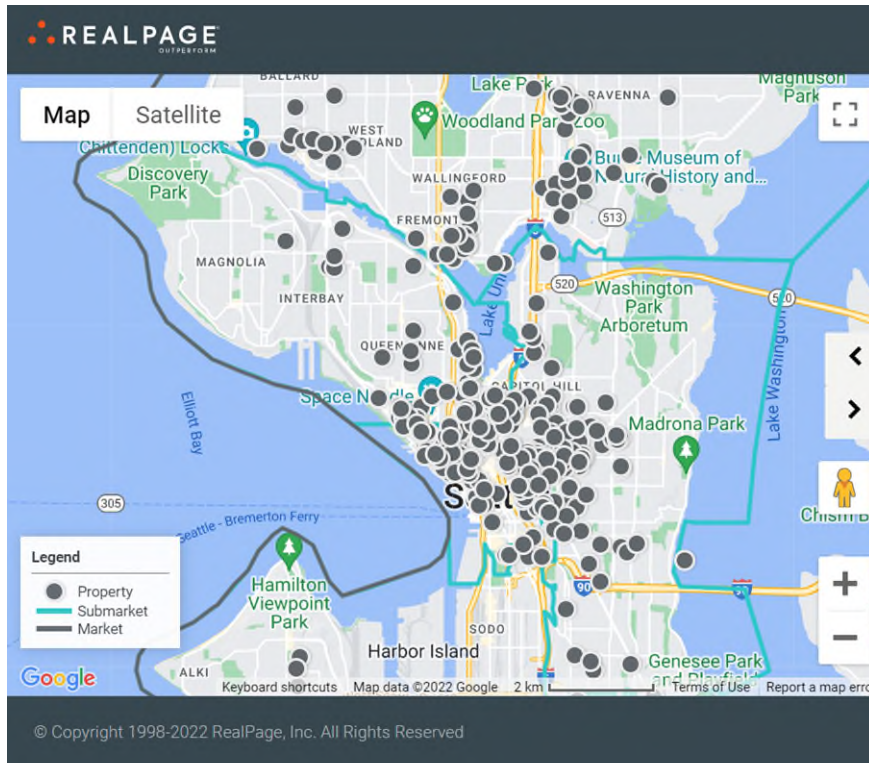 REALPAGE
OUTPERFORM
Map
Satellite
BALLARD
Lake Park
RAVENNA
Magnuson
Park
WEST
Woodland Park Zoo
Chittenden) Locks
Discovery
Park
WALLINGFORD
Burke Museum of
Natural History and...
FREMONT
513
MAGNOLIA
520
Washington
Park
Arboretum
520
INTERBAY
Lake
QUEEN ANNE
Space Needle
CAPITOL HILL
Lake Washington
Madrona Park
Elliott Bay
305
Seattle - Bremerton Ferry
Legend
Property
Submarket
Market
Hamilton
Viewpoint
Park
90
SODO
Harbor Island
ALKI
Genesee Park
and Playfield
Google
Keyboard shortcuts
Map data ©2022 Google
2 km
Terms of Use
Report a map erro
© Copyright 1998-2022 RealPage, Inc. All Rights Reserved